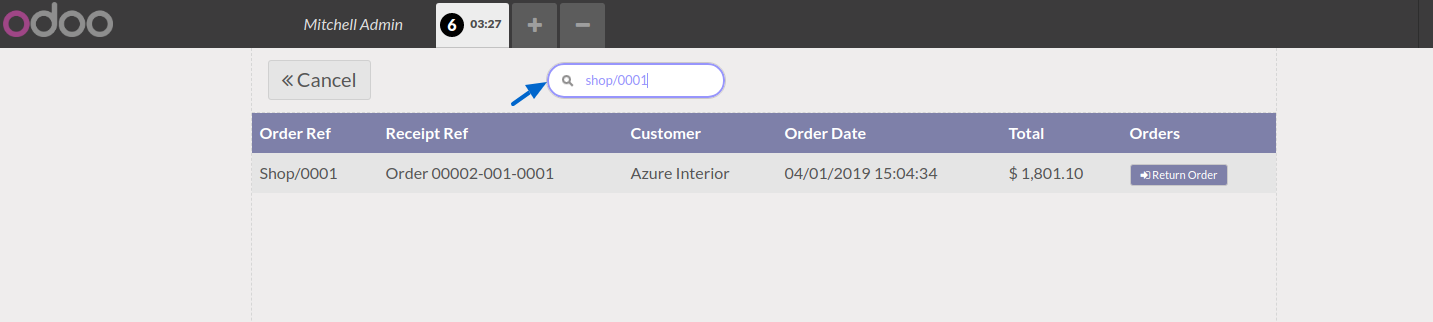 odoo Mitchell Admin 6 03:27
Cancel shop/0001
Order Ref Receipt Ref Customer Order Date Total Orders
Shop/0001 Order 00002-001-0001 Azure Interior 04/01/2019 15:04:34 $ 1,801.10 Return Order